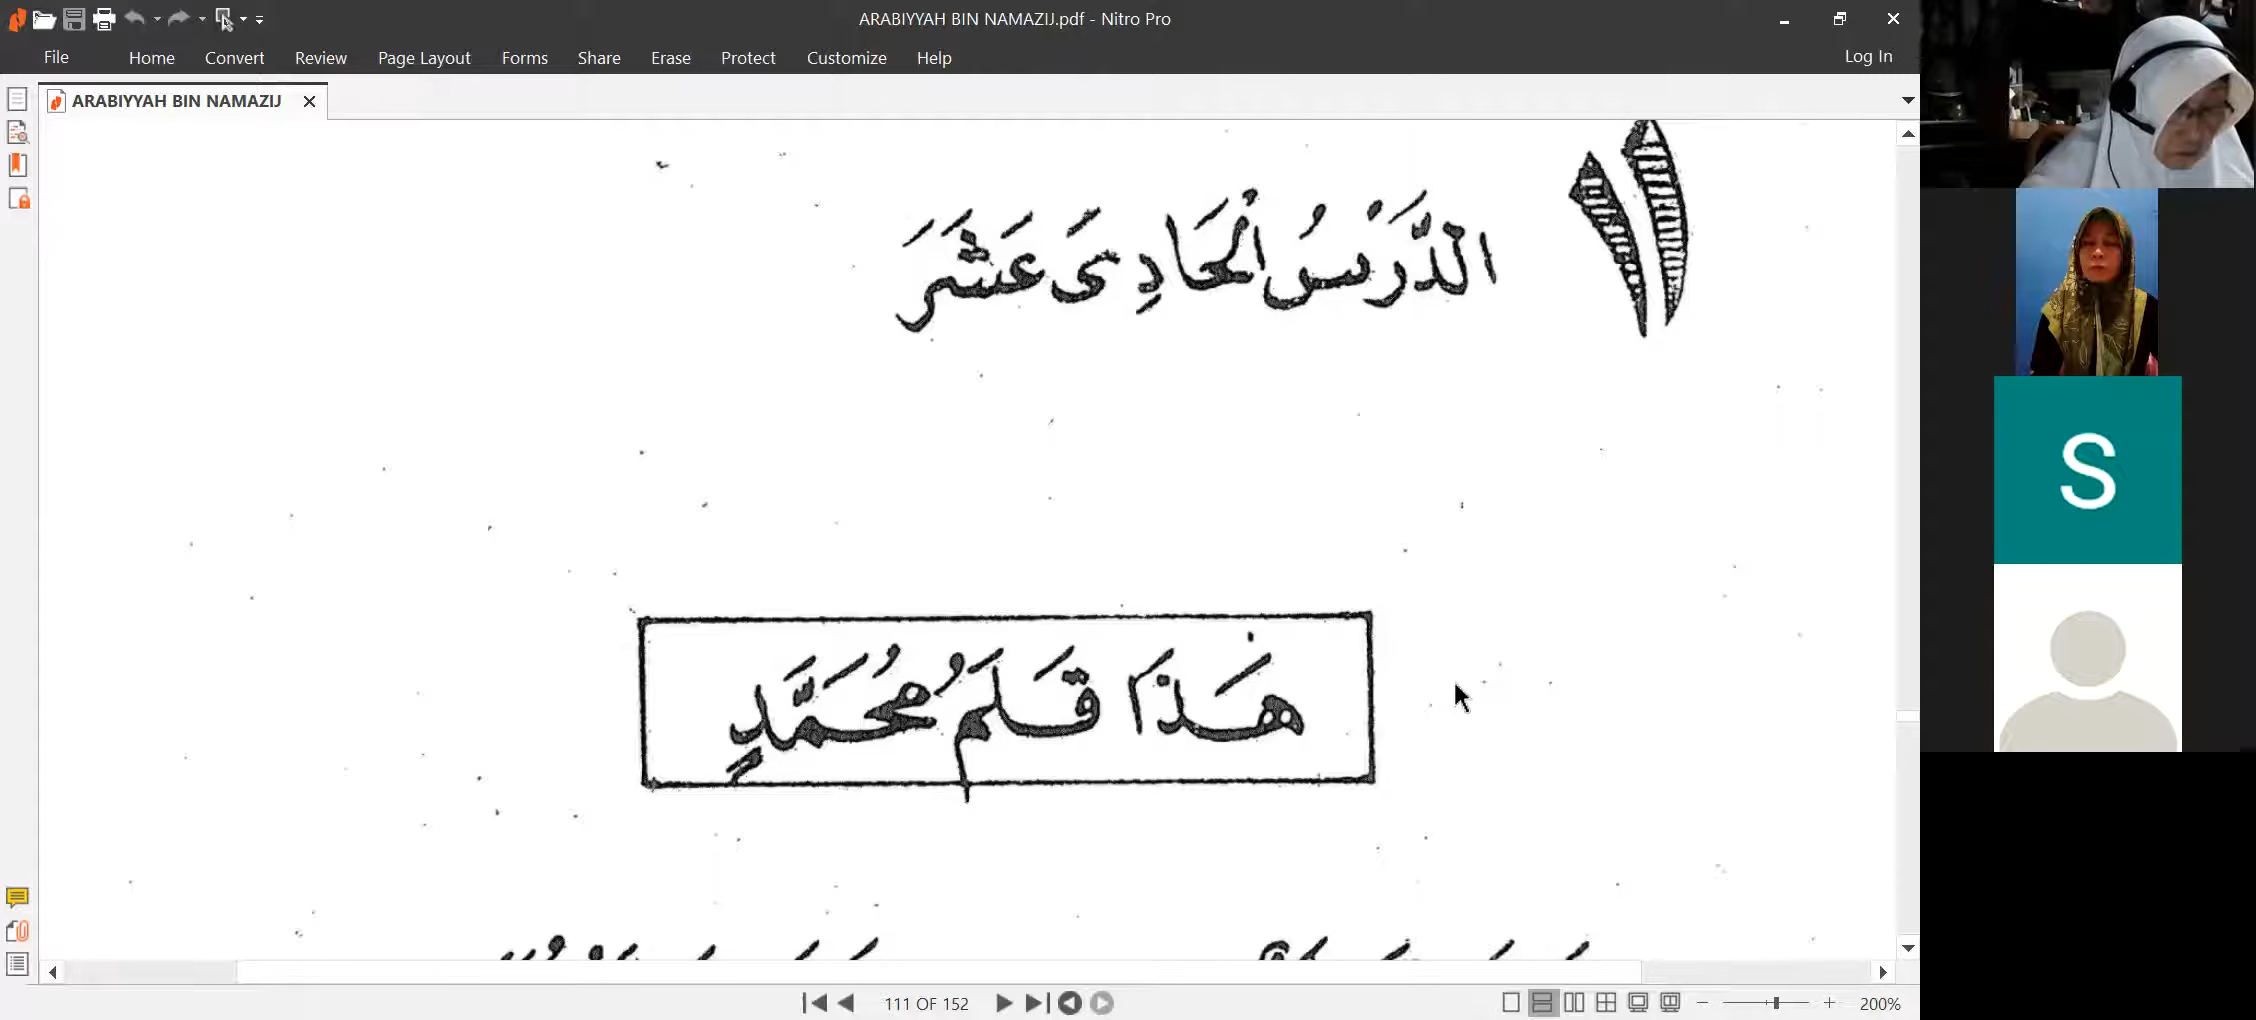 ARABIYYAH BIN NAMAZIJ.pdf - Nitro Pro
File Home Convert Review Page Layout Forms Share Erase Protect Customize Help Log In
ARABIYYAH BIN NAMAZIJ
١١ الدَّرْسُ الْحَادِى عَشَرَ
هٰذَا قَلَمُ مُحَمَّدٍ
111 OF 152
200%
S